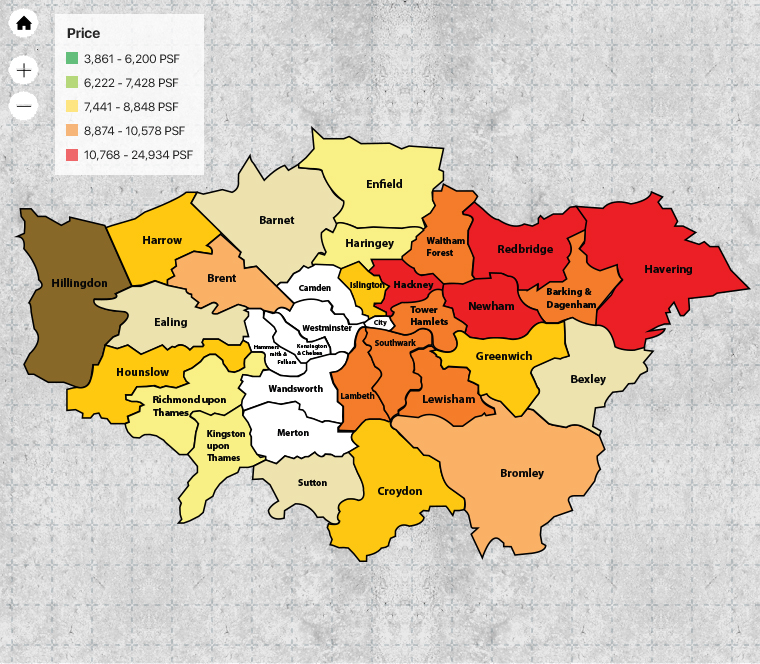 Price
3,861 - 6,200 PSF
6,222 - 7,428 PSF
7,441 - 8,848 PSF
8,874 - 10,578 PSF
10,768 - 24,934 PSF
Enfield
Barnet
Harrow
Haringey
Waltham
Forest
Redbridge
Havering
Hillingdon
Brent
Camden
Islington
Hackney
Newham
Barking &
Dagenham
Ealing
Westminster
City
Tower
Hamlets
Hammers
mith &
Fulham
Kensington
& Chelsea
Southwark
Greenwich
Hounslow
Bexley
Richmond upon
Thames
Wandsworth
Lambeth
Lewisham
Kingston
upon
Thames
Merton
Sutton
Croydon
Bromley